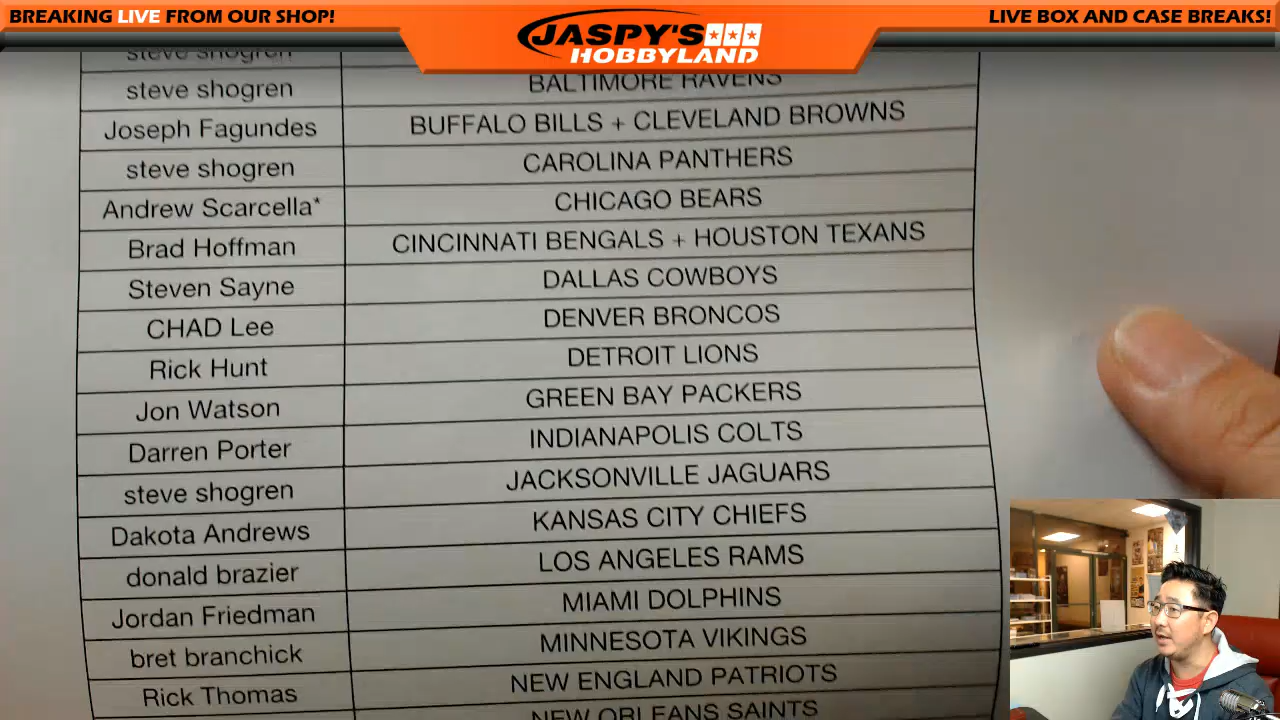 BREAKING LIVE FROM OUR SHOP!
JASPY'S
HOBBYLAND
LIVE BOX AND CASE BREAKS!
steve shogren
steve shogren BALTIMORE RAVENS
Joseph Fagundes BUFFALO BILLS + CLEVELAND BROWNS
steve shogren CAROLINA PANTHERS
Andrew Scarcella* CHICAGO BEARS
Brad Hoffman CINCINNATI BENGALS + HOUSTON TEXANS
Steven Sayne DALLAS COWBOYS
CHAD Lee DENVER BRONCOS
Rick Hunt DETROIT LIONS
Jon Watson GREEN BAY PACKERS
Darren Porter INDIANAPOLIS COLTS
steve shogren JACKSONVILLE JAGUARS
Dakota Andrews KANSAS CITY CHIEFS
donald brazier LOS ANGELES RAMS
Jordan Friedman MIAMI DOLPHINS
bret branchick MINNESOTA VIKINGS
Rick Thomas NEW ENGLAND PATRIOTS
NEW ORLEANS SAINTS